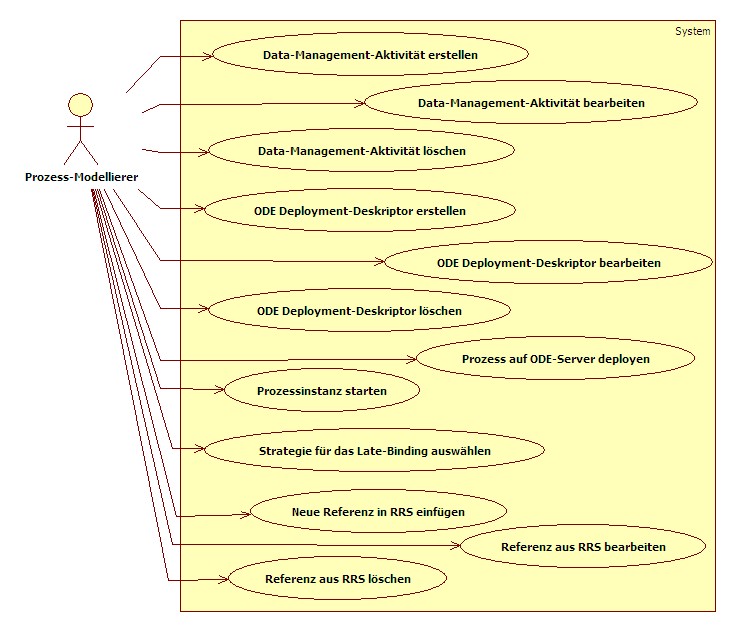 System
Data-Management-Aktivität erstellen
Data-Management-Aktivität bearbeiten
Data-Management-Aktivität löschen
Prozess-Modellierer
ODE Deployment-Deskriptor erstellen
ODE Deployment-Deskriptor bearbeiten
ODE Deployment-Deskriptor löschen
Prozess auf ODE-Server deployen
Prozessinstanz starten
Strategie für das Late-Binding auswählen
Neue Referenz in RRS einfügen
Referenz aus RRS bearbeiten
Referenz aus RRS löschen